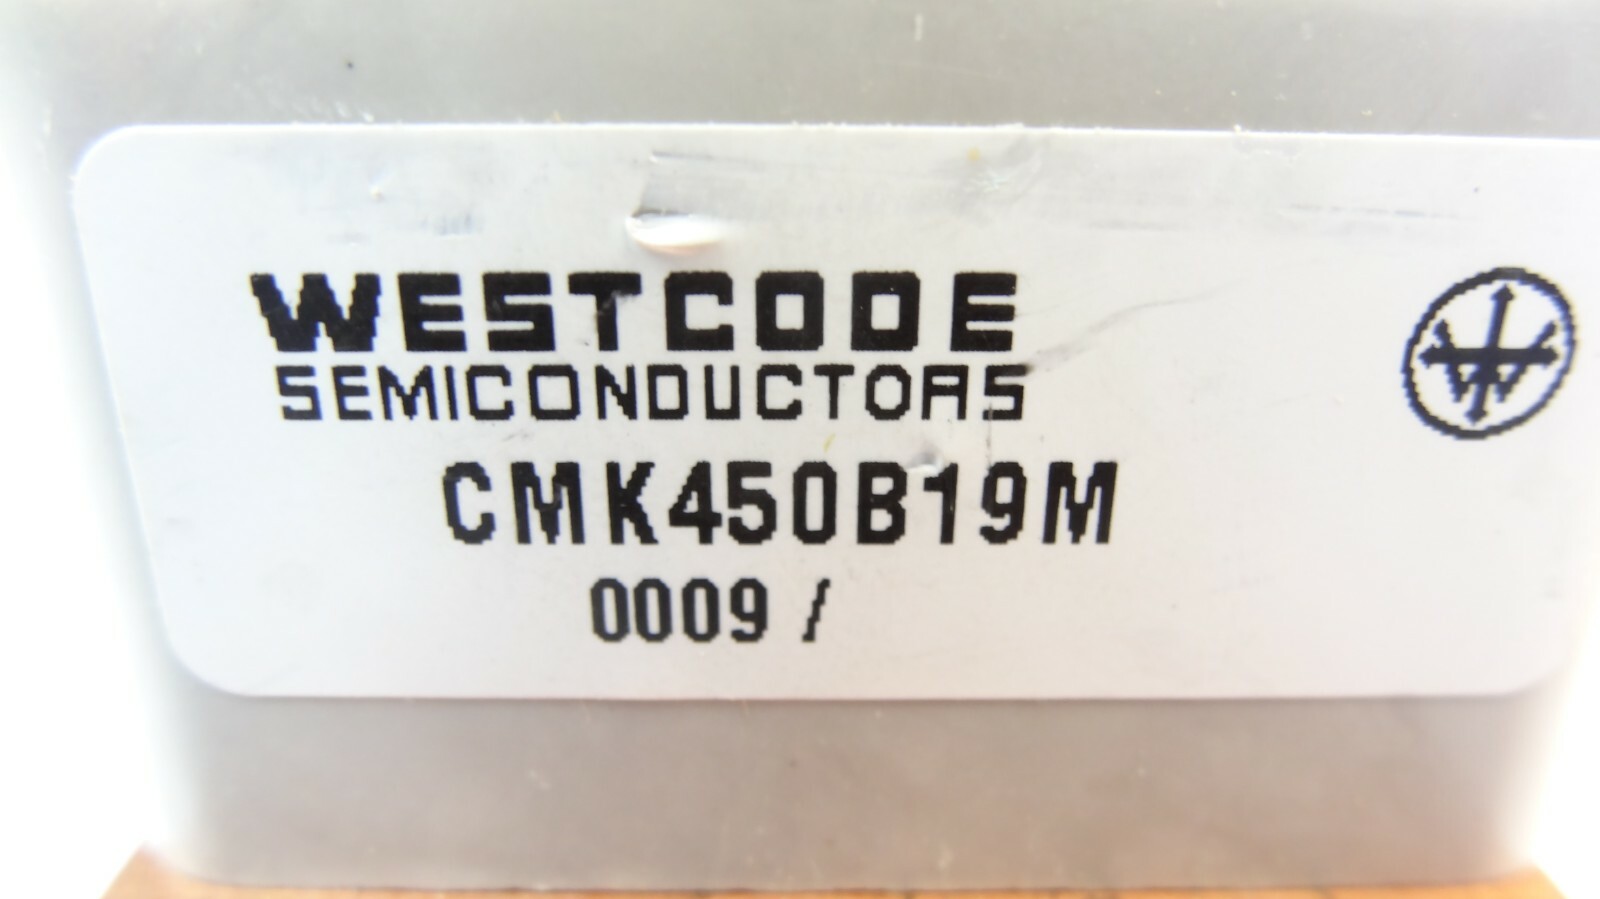 WESTCODE
SEMICONDUCTORS
CMK450B19M
0009 /